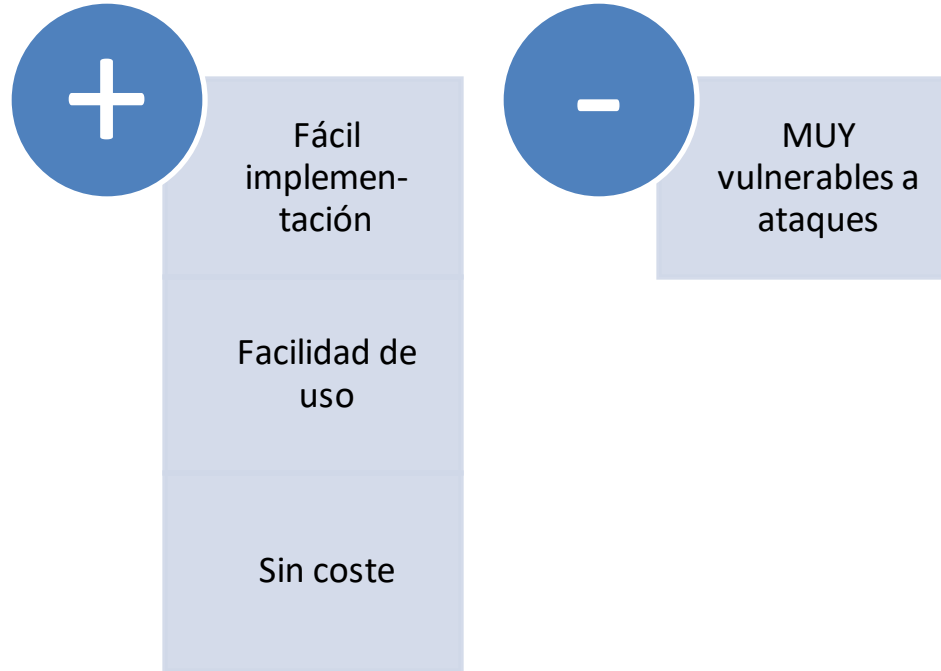 +
Fácil
implemen-
tación
Facilidad de
uso
Sin coste
-
MUY
vulnerables a
ataques